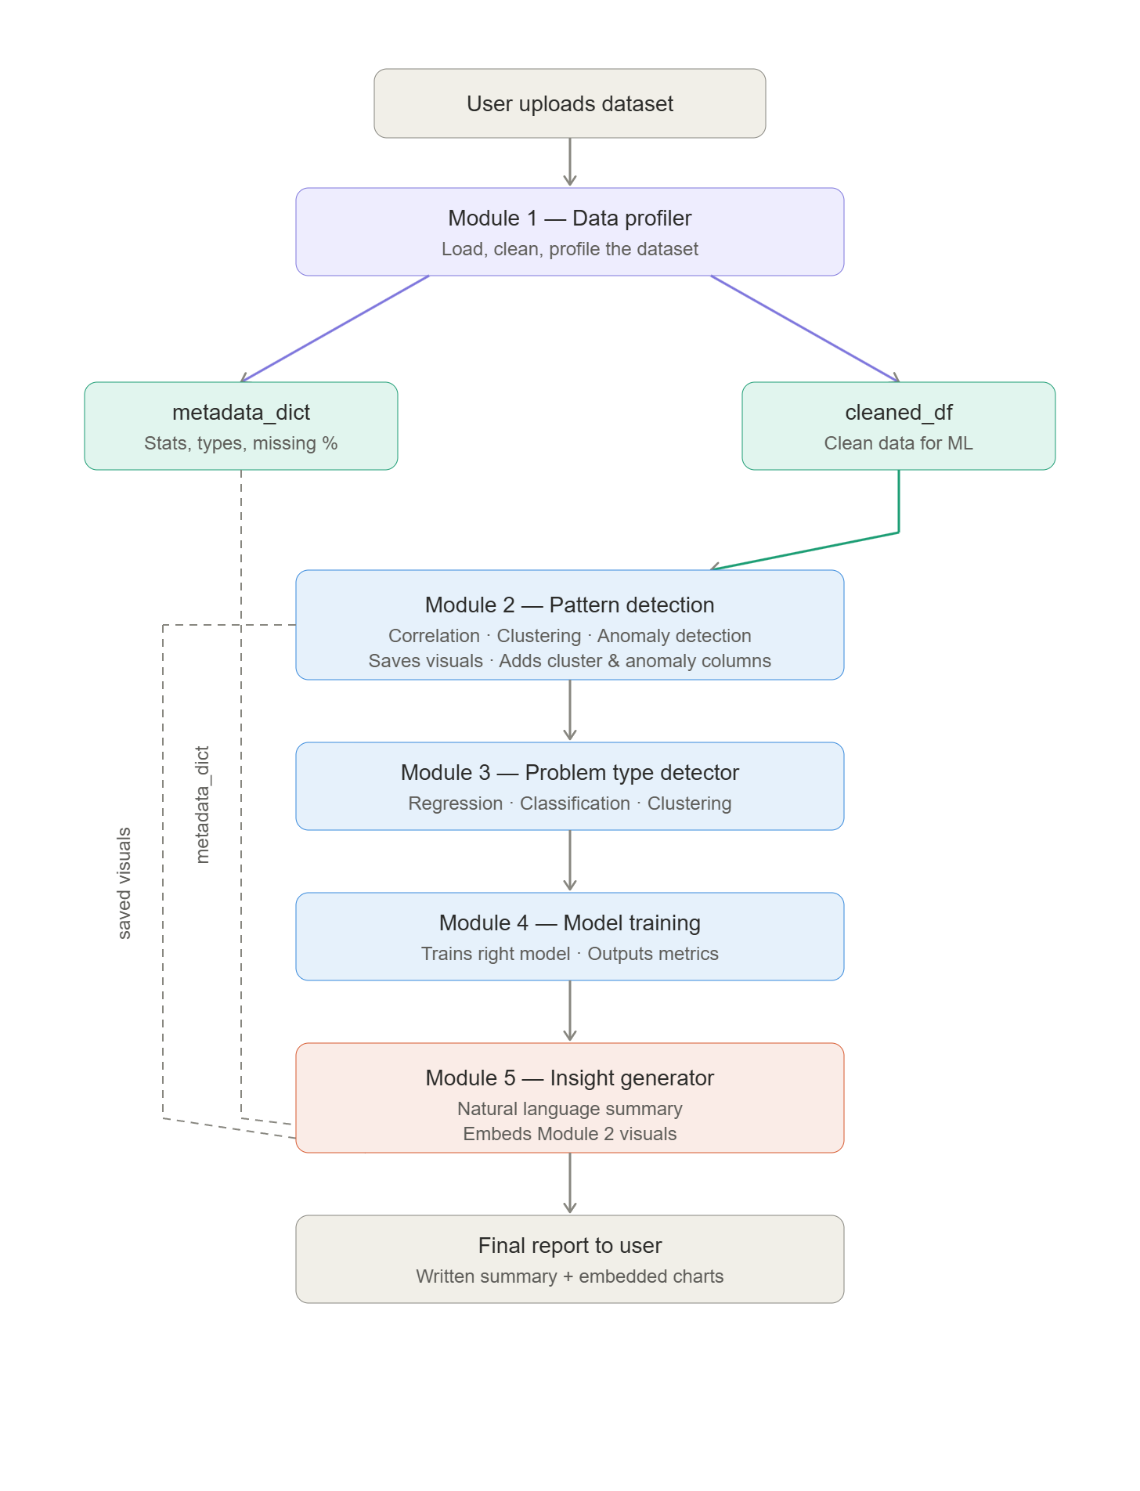 User uploads dataset
Module 1 — Data profiler
Load, clean, profile the dataset
metadata_dict
Stats, types, missing %
cleaned_df
Clean data for ML
Module 2 — Pattern detection
Correlation · Clustering · Anomaly detection
Saves visuals · Adds cluster & anomaly columns
metadata_dict
saved visuals
Module 3 — Problem type detector
Regression · Classification · Clustering
Module 4 — Model training
Trains right model · Outputs metrics
Module 5 — Insight generator
Natural language summary
Embeds Module 2 visuals
Final report to user
Written summary + embedded charts